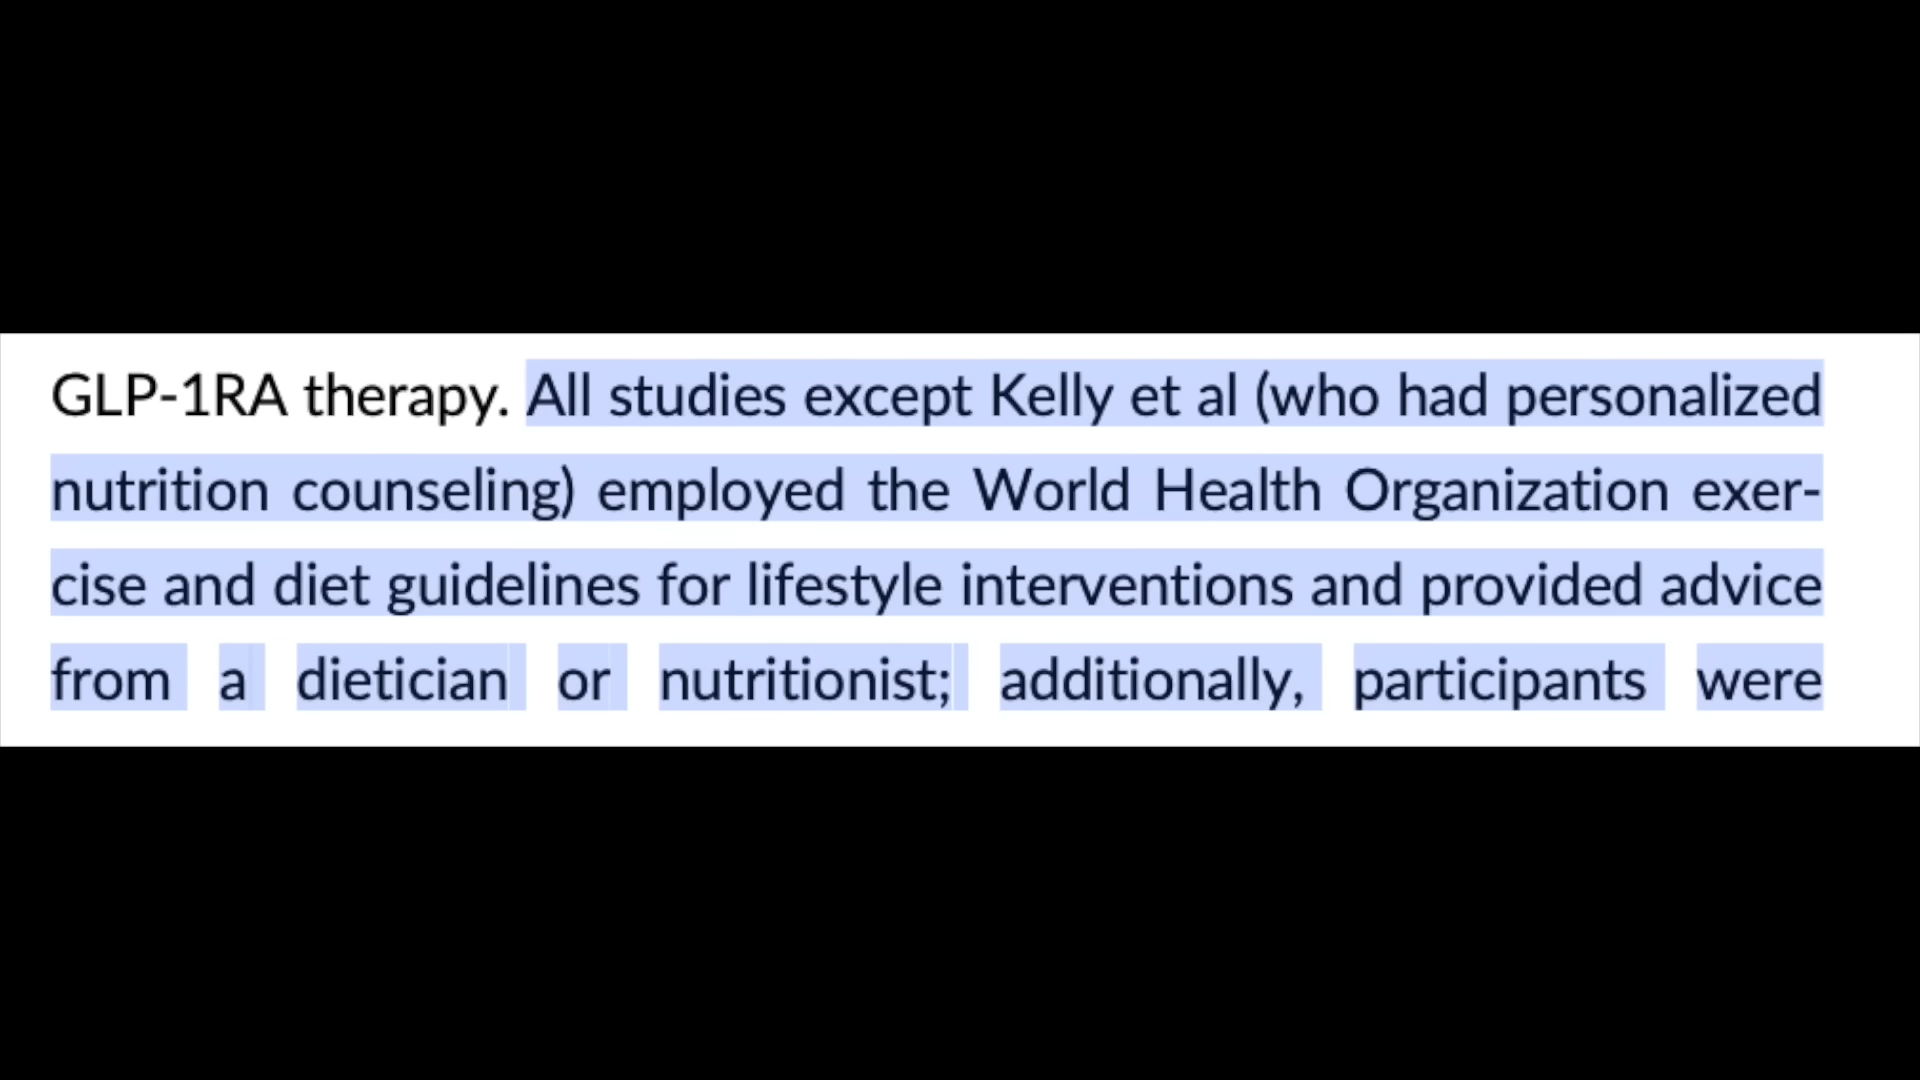 GLP-1RA therapy. All studies except Kelly et al (who had personalized
nutrition counseling) employed the World Health Organization exer-
cise and diet guidelines for lifestyle interventions and provided advice
from a dietician or nutritionist; additionally, participants were